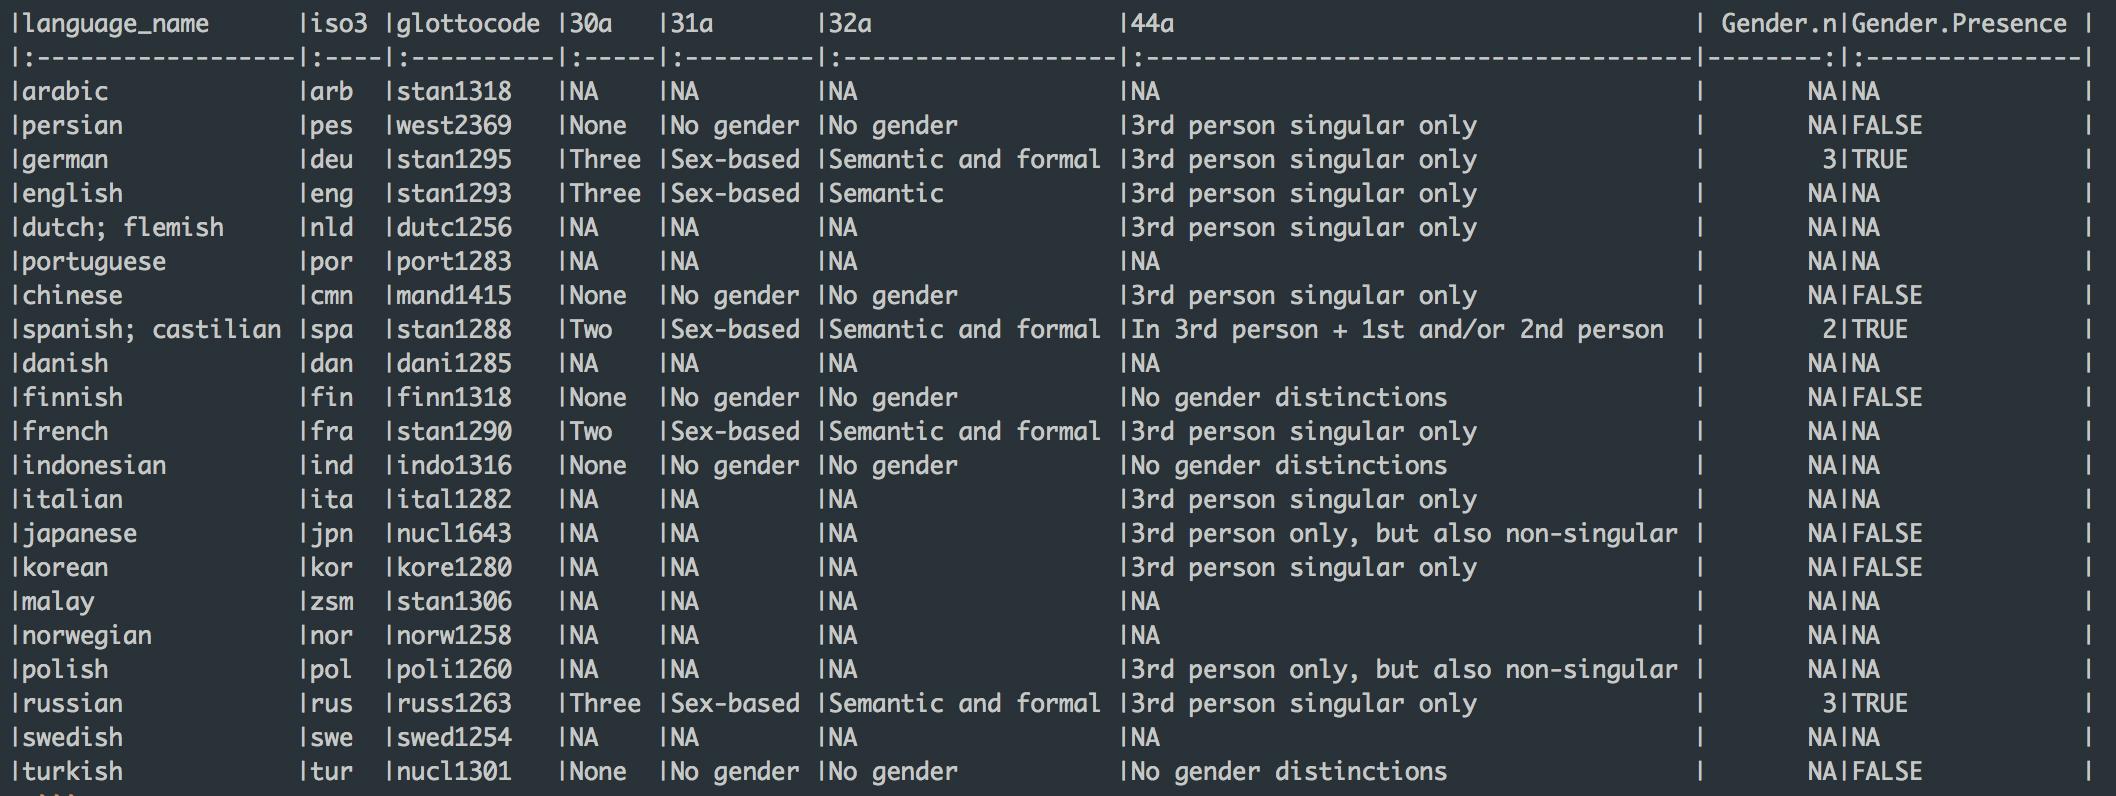 |language_name     |iso3 |glottocode |30a   |31a       |32a                |44a                                   | Gender.n|Gender.Presence |
|:------------------|:----|:----------|:-----|:---------|:-------------------|:--------------------------------------|--------:|:---------------|
|arabic             |arb  |stan1318   |NA    |NA        |NA                  |NA                                     |       NA|NA              |
|persian            |pes  |west2369   |None  |No gender |No gender           |3rd person singular only               |       NA|FALSE           |
|german             |deu  |stan1295   |Three |Sex-based |Semantic and formal |3rd person singular only               |        3|TRUE            |
|english            |eng  |stan1293   |Three |Sex-based |Semantic            |3rd person singular only               |       NA|NA              |
|dutch; flemish     |nld  |dutc1256   |NA    |NA        |NA                  |3rd person singular only               |       NA|NA              |
|portuguese         |por  |port1283   |NA    |NA        |NA                  |NA                                     |       NA|NA              |
|chinese            |cmn  |mand1415   |None  |No gender |No gender           |3rd person singular only               |       NA|FALSE           |
|spanish; castilian |spa  |stan1288   |Two   |Sex-based |Semantic and formal |In 3rd person + 1st and/or 2nd person  |        2|TRUE            |
|danish             |dan  |dani1285   |NA    |NA        |NA                  |NA                                     |       NA|NA              |
|finnish            |fin  |finn1318   |None  |No gender |No gender           |No gender distinctions                 |       NA|FALSE           |
|french             |fra  |stan1290   |Two   |Sex-based |Semantic and formal |3rd person singular only               |       NA|NA              |
|indonesian         |ind  |indo1316   |None  |No gender |No gender           |No gender distinctions                 |       NA|NA              |
|italian            |ita  |ital1282   |NA    |NA        |NA                  |3rd person singular only               |       NA|NA              |
|japanese           |jpn  |nucl1643   |NA    |NA        |NA                  |3rd person only, but also non-singular |       NA|FALSE           |
|korean             |kor  |kore1280   |NA    |NA        |NA                  |3rd person singular only               |       NA|FALSE           |
|malay              |zsm  |stan1306   |NA    |NA        |NA                  |NA                                     |       NA|NA              |
|norwegian          |nor  |norw1258   |NA    |NA        |NA                  |NA                                     |       NA|NA              |
|polish             |pol  |poli1260   |NA    |NA        |NA                  |3rd person only, but also non-singular |       NA|NA              |
|russian            |rus  |russ1263   |Three |Sex-based |Semantic and formal |3rd person singular only               |        3|TRUE            |
|swedish            |swe  |swed1254   |NA    |NA        |NA                  |NA                                     |       NA|NA              |
|turkish            |tur  |nucl1301   |None  |No gender |No gender           |No gender distinctions                 |       NA|FALSE           |